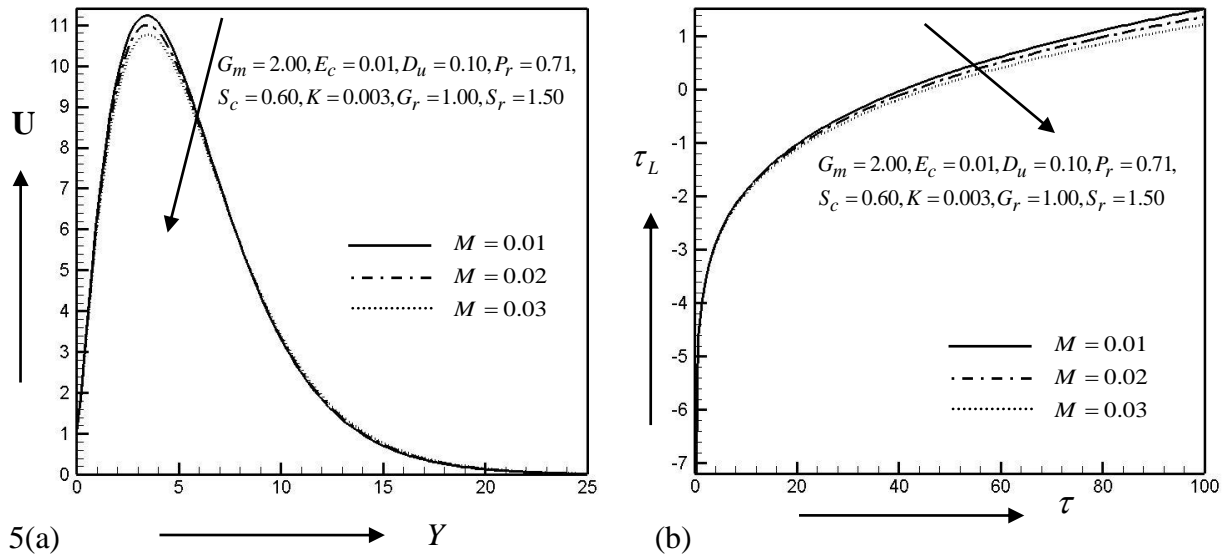 11
10
9
8
7
6
5
4
3
2
1
0
U
G_m = 2.00, E_c = 0.01, D_u = 0.10, P_r = 0.71,
S_c = 0.60, K = 0.003, G_r = 1.00, S_r = 1.50
M = 0.01
M = 0.02
M = 0.03
0 5 10 15 20 25
5(a)
Y
1
0
-1
-2
-3
-4
-5
-6
-7
τ_L
G_m = 2.00, E_c = 0.01, D_u = 0.10, P_r = 0.71,
S_c = 0.60, K = 0.003, G_r = 1.00, S_r = 1.50
M = 0.01
M = 0.02
M = 0.03
0 20 40 60 80 100
(b)
τ